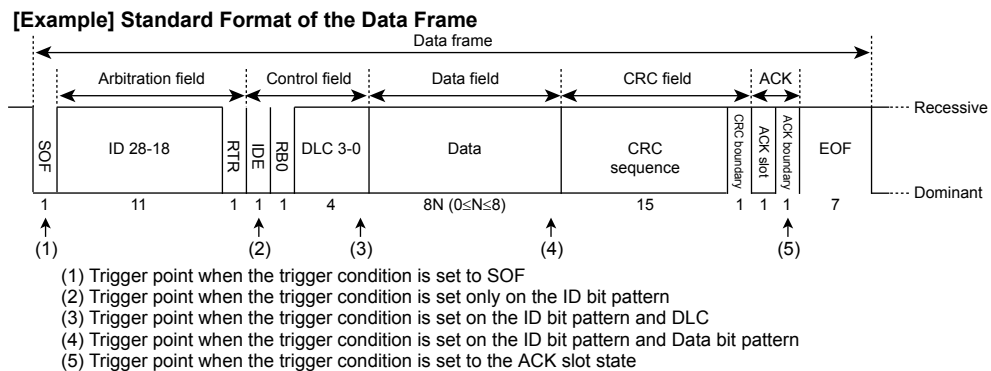 [Example] Standard Format of the Data Frame
Data frame
Arbitration field Control field Data field CRC field ACK
Recessive
SOF ID 28-18 RTR IDE RB0 DLC 3-0 Data CRC sequence CRC boundary ACK slot ACK boundary EOF
Dominant
1 11 1 1 1 4 8N (0≤N≤8) 15 1 1 1 7
(1) (2) (3) (4) (5)
(1) Trigger point when the trigger condition is set to SOF
(2) Trigger point when the trigger condition is set only on the ID bit pattern
(3) Trigger point when the trigger condition is set on the ID bit pattern and DLC
(4) Trigger point when the trigger condition is set on the ID bit pattern and Data bit pattern
(5) Trigger point when the trigger condition is set to the ACK slot state